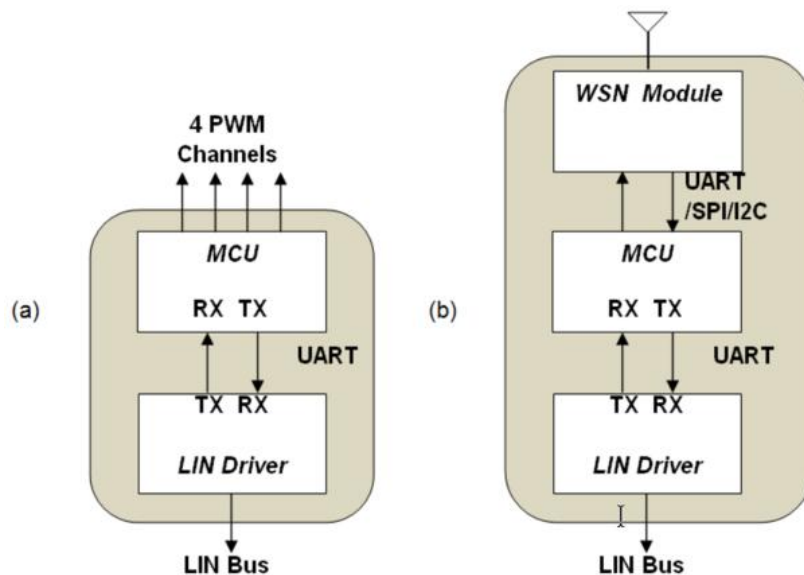 4 PWM
Channels
MCU
RX TX
UART
TX RX
LIN Driver
LIN Bus
(a)
WSN Module
UART
/SPI/I2C
MCU
RX TX
UART
TX RX
LIN Driver
LIN Bus
(b)